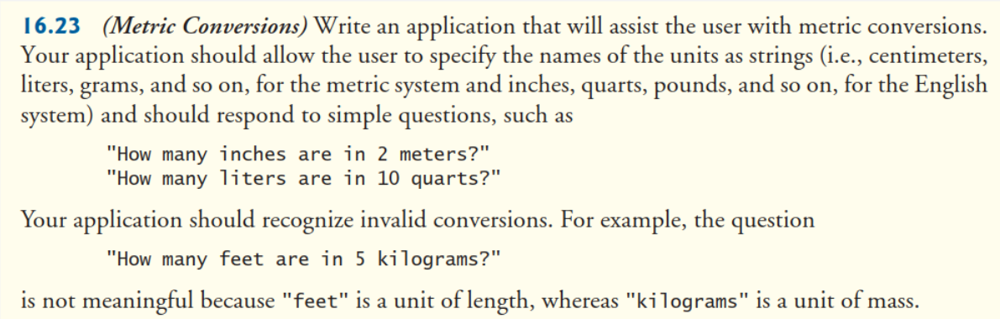 16.23 (Metric Conversions) Write an application that will assist the user with metric conversions.
Your application should allow the user to specify the names of the units as strings (i.e., centimeters,
liters, grams, and so on, for the metric system and inches, quarts, pounds, and so on, for the English
system) and should respond to simple questions, such as
"How many inches are in 2 meters?"
"How many liters are in 10 quarts?"
Your application should recognize invalid conversions. For example, the question
"How many feet are in 5 kilograms?"
is not meaningful because "feet" is a unit of length, whereas "kilograms" is a unit of mass.